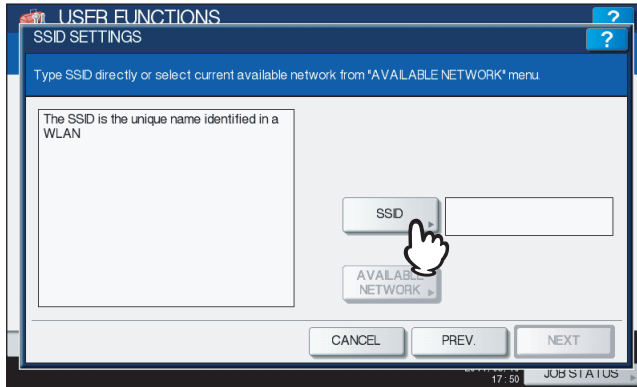 USER FUNCTIONS
?
SSID SETTINGS
?
Type SSID directly or select current available network from "AVAILABLE NETWORK" menu.
The SSID is the unique name identified in a
WLAN
SSID
AVAILABLE
NETWORK
CANCEL
PREV.
NEXT
17:50
JOB STATUS